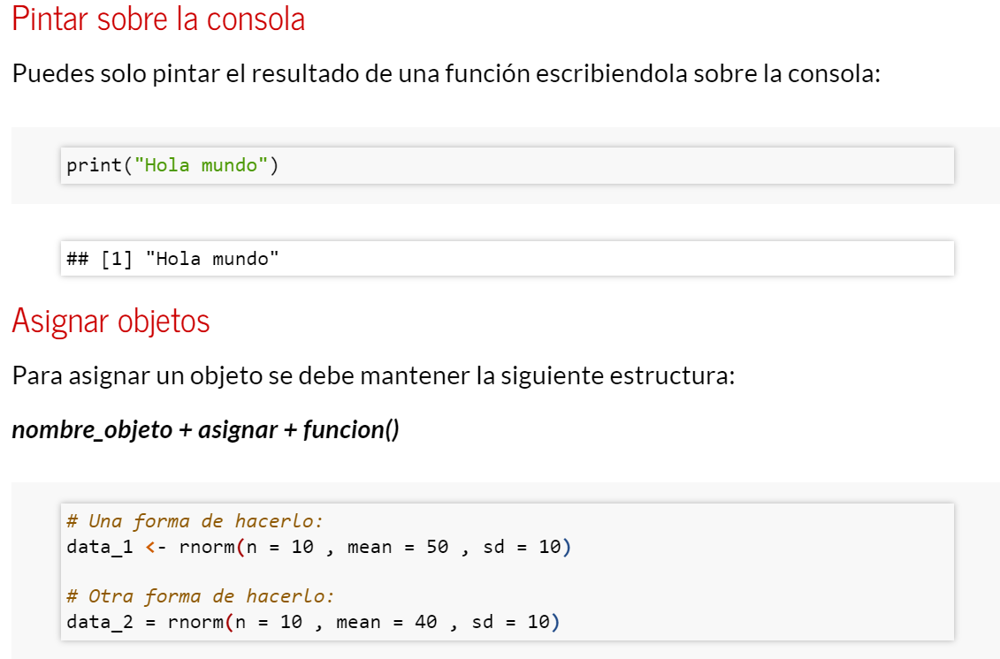 Pintar sobre la consola
Puedes solo pintar el resultado de una función escribiendola sobre la consola:
print("Hola mundo")
## [1] "Hola mundo"
Asignar objetos
Para asignar un objeto se debe mantener la siguiente estructura:
nombre_objeto + asignar + funcion()
# Una forma de hacerlo:
data_1 <- rnorm(n = 10 , mean = 50 , sd = 10)
# Otra forma de hacerlo:
data_2 = rnorm(n = 10 , mean = 40 , sd = 10)